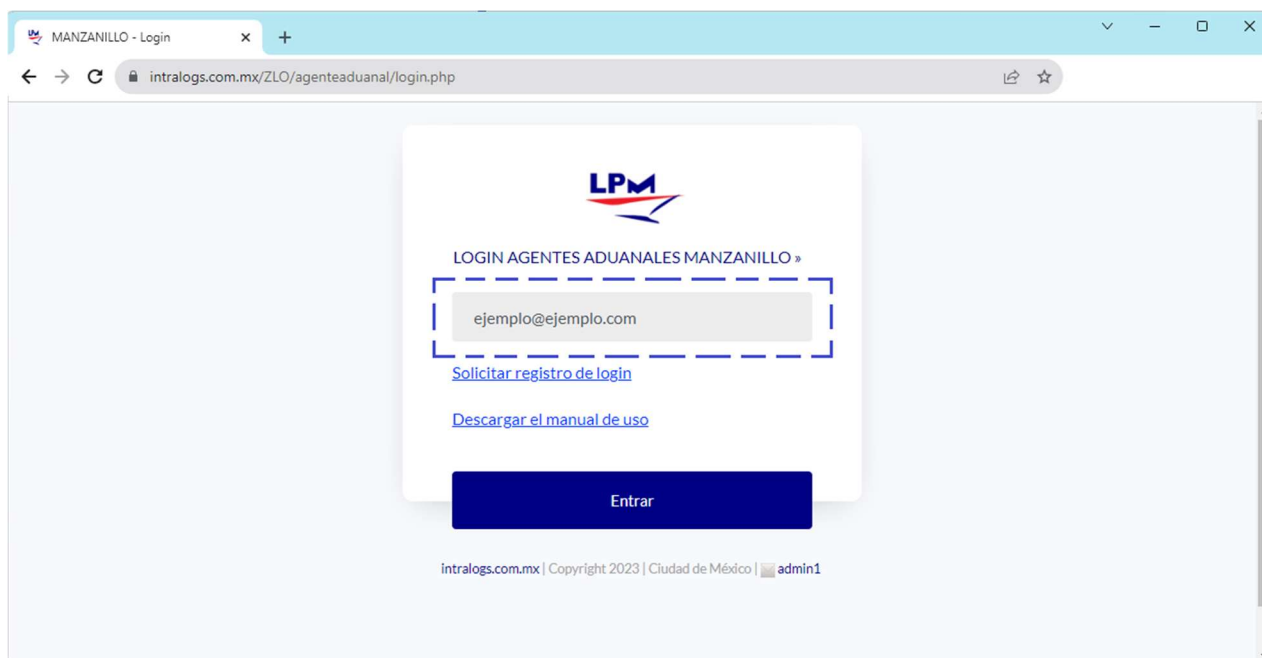 MANZANILLO - Login
intralogs.com.mx/ZLO/agenteaduanal/login.php
LPM
LOGIN AGENTES ADUANALES MANZANILLO »
ejemplo@ejemplo.com
Solicitar registro de login
Descargar el manual de uso
Entrar
intralogs.com.mx | Copyright 2023 | Ciudad de México | admin1